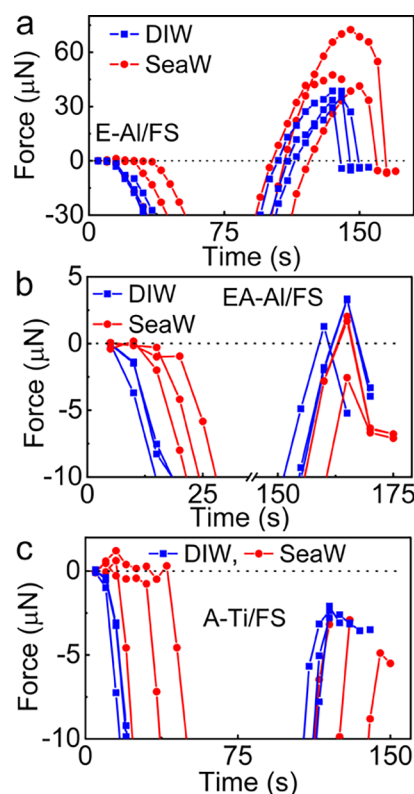 a
DIW
SeaW
E-Al/FS
Force (μN)
60
30
0
-30
0
75
150
Time (s)
b
DIW
SeaW
EA-Al/FS
Force (μN)
5
0
-5
-10
0
25
150
175
Time (s)
c
DIW, SeaW
A-Ti/FS
Force (μN)
0
-5
-10
0
75
150
Time (s)